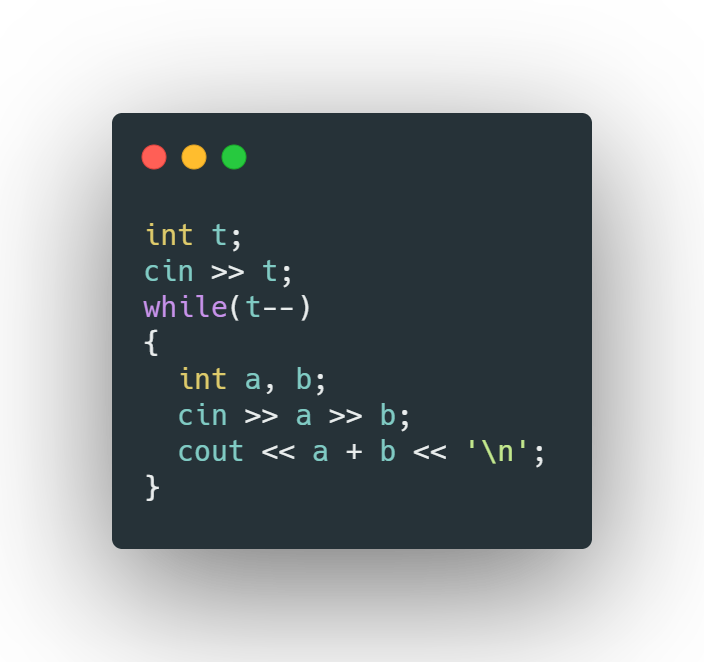 int t;
cin >> t;
while(t--)
{
  int a, b;
  cin >> a >> b;
  cout << a + b << '\n';
}